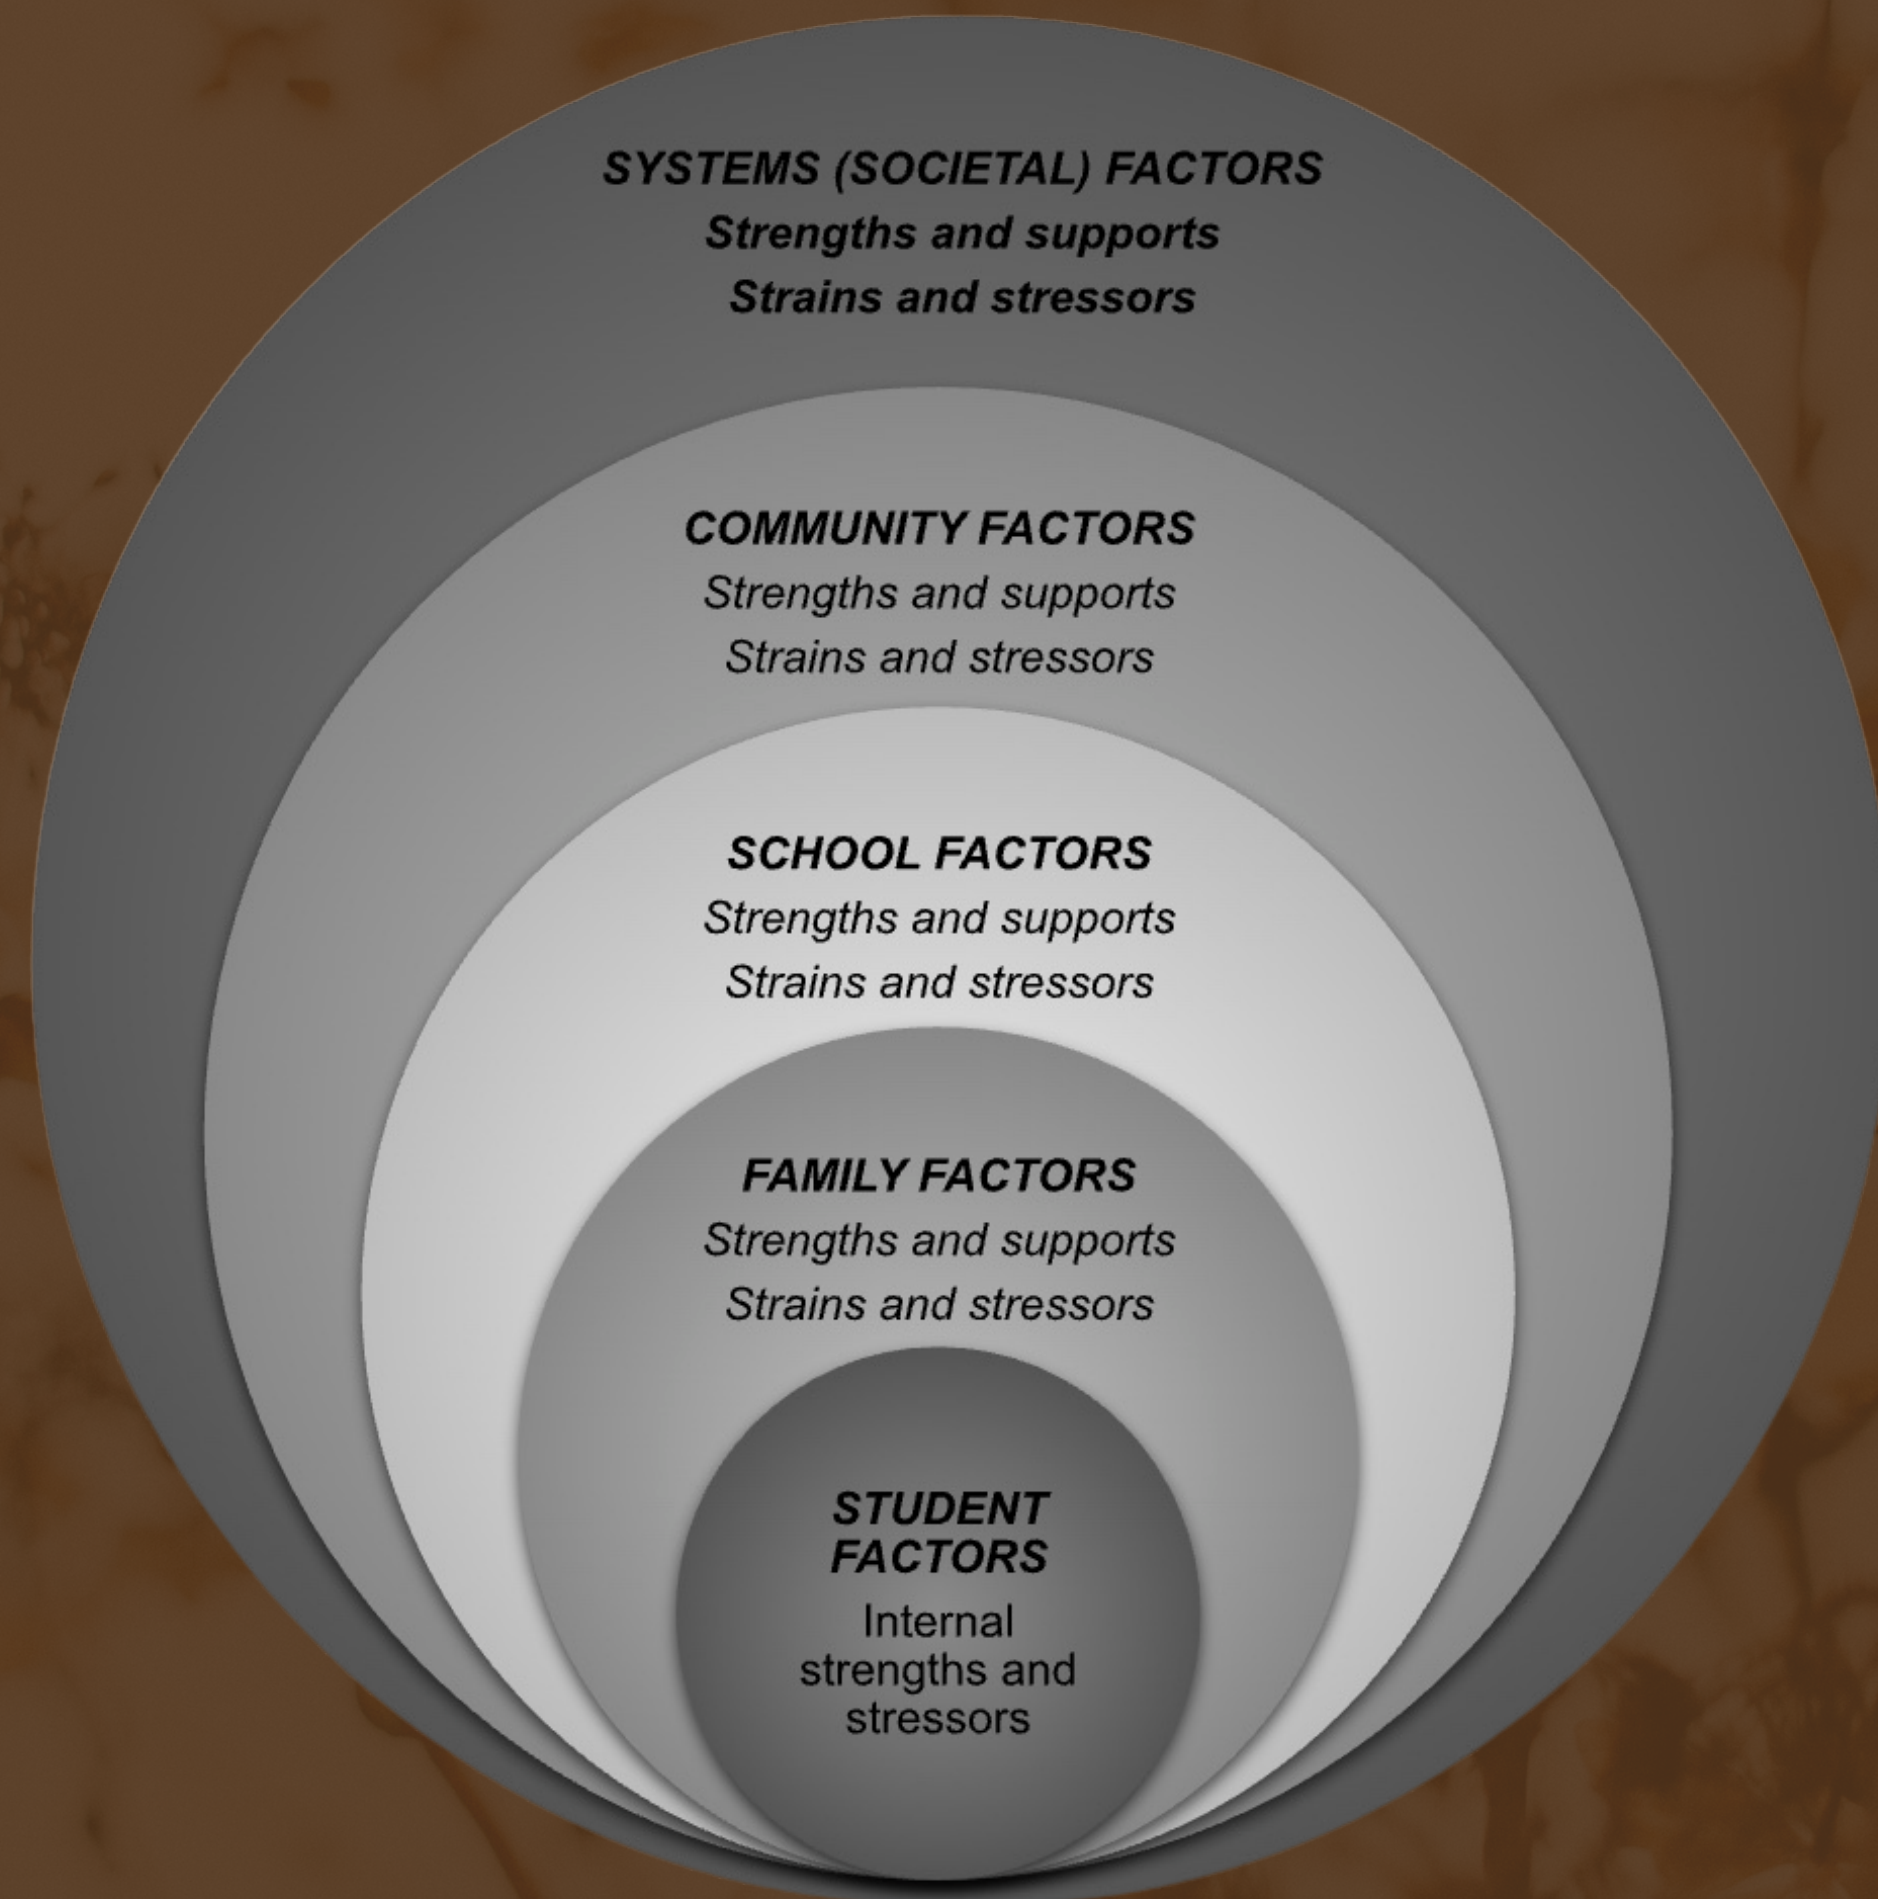 SYSTEMS (SOCIETAL) FACTORS
Strengths and supports
Strains and stressors
COMMUNITY FACTORS
Strengths and supports
Strains and stressors
SCHOOL FACTORS
Strengths and supports
Strains and stressors
FAMILY FACTORS
Strengths and supports
Strains and stressors
STUDENT
FACTORS
Internal
strengths and
stressors